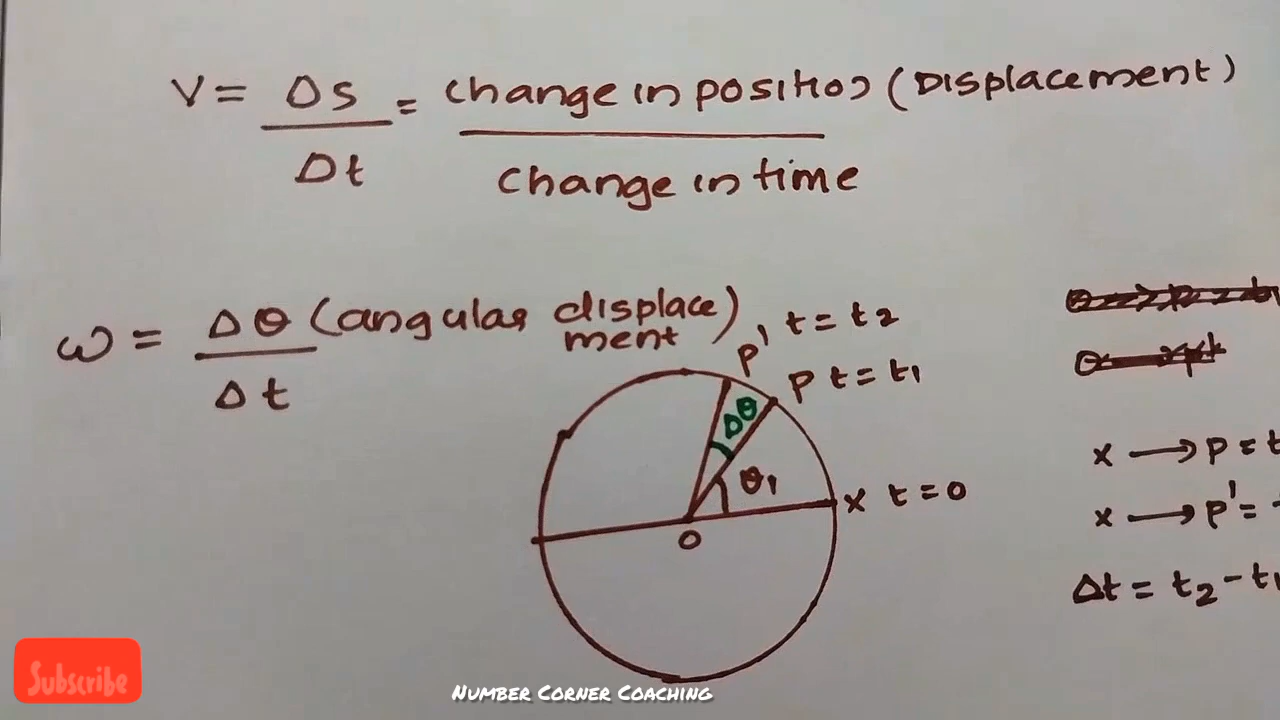 V = Δs / Δt = change in position (Displacement) / change in time
ω = Δθ (angular displacement) / Δt
p' t = t2
p t = t1
Δθ
θ1
x t = 0
O
x → p = t
x → p' =
Δt = t2 - t1
Subscribe
Number Corner Coaching